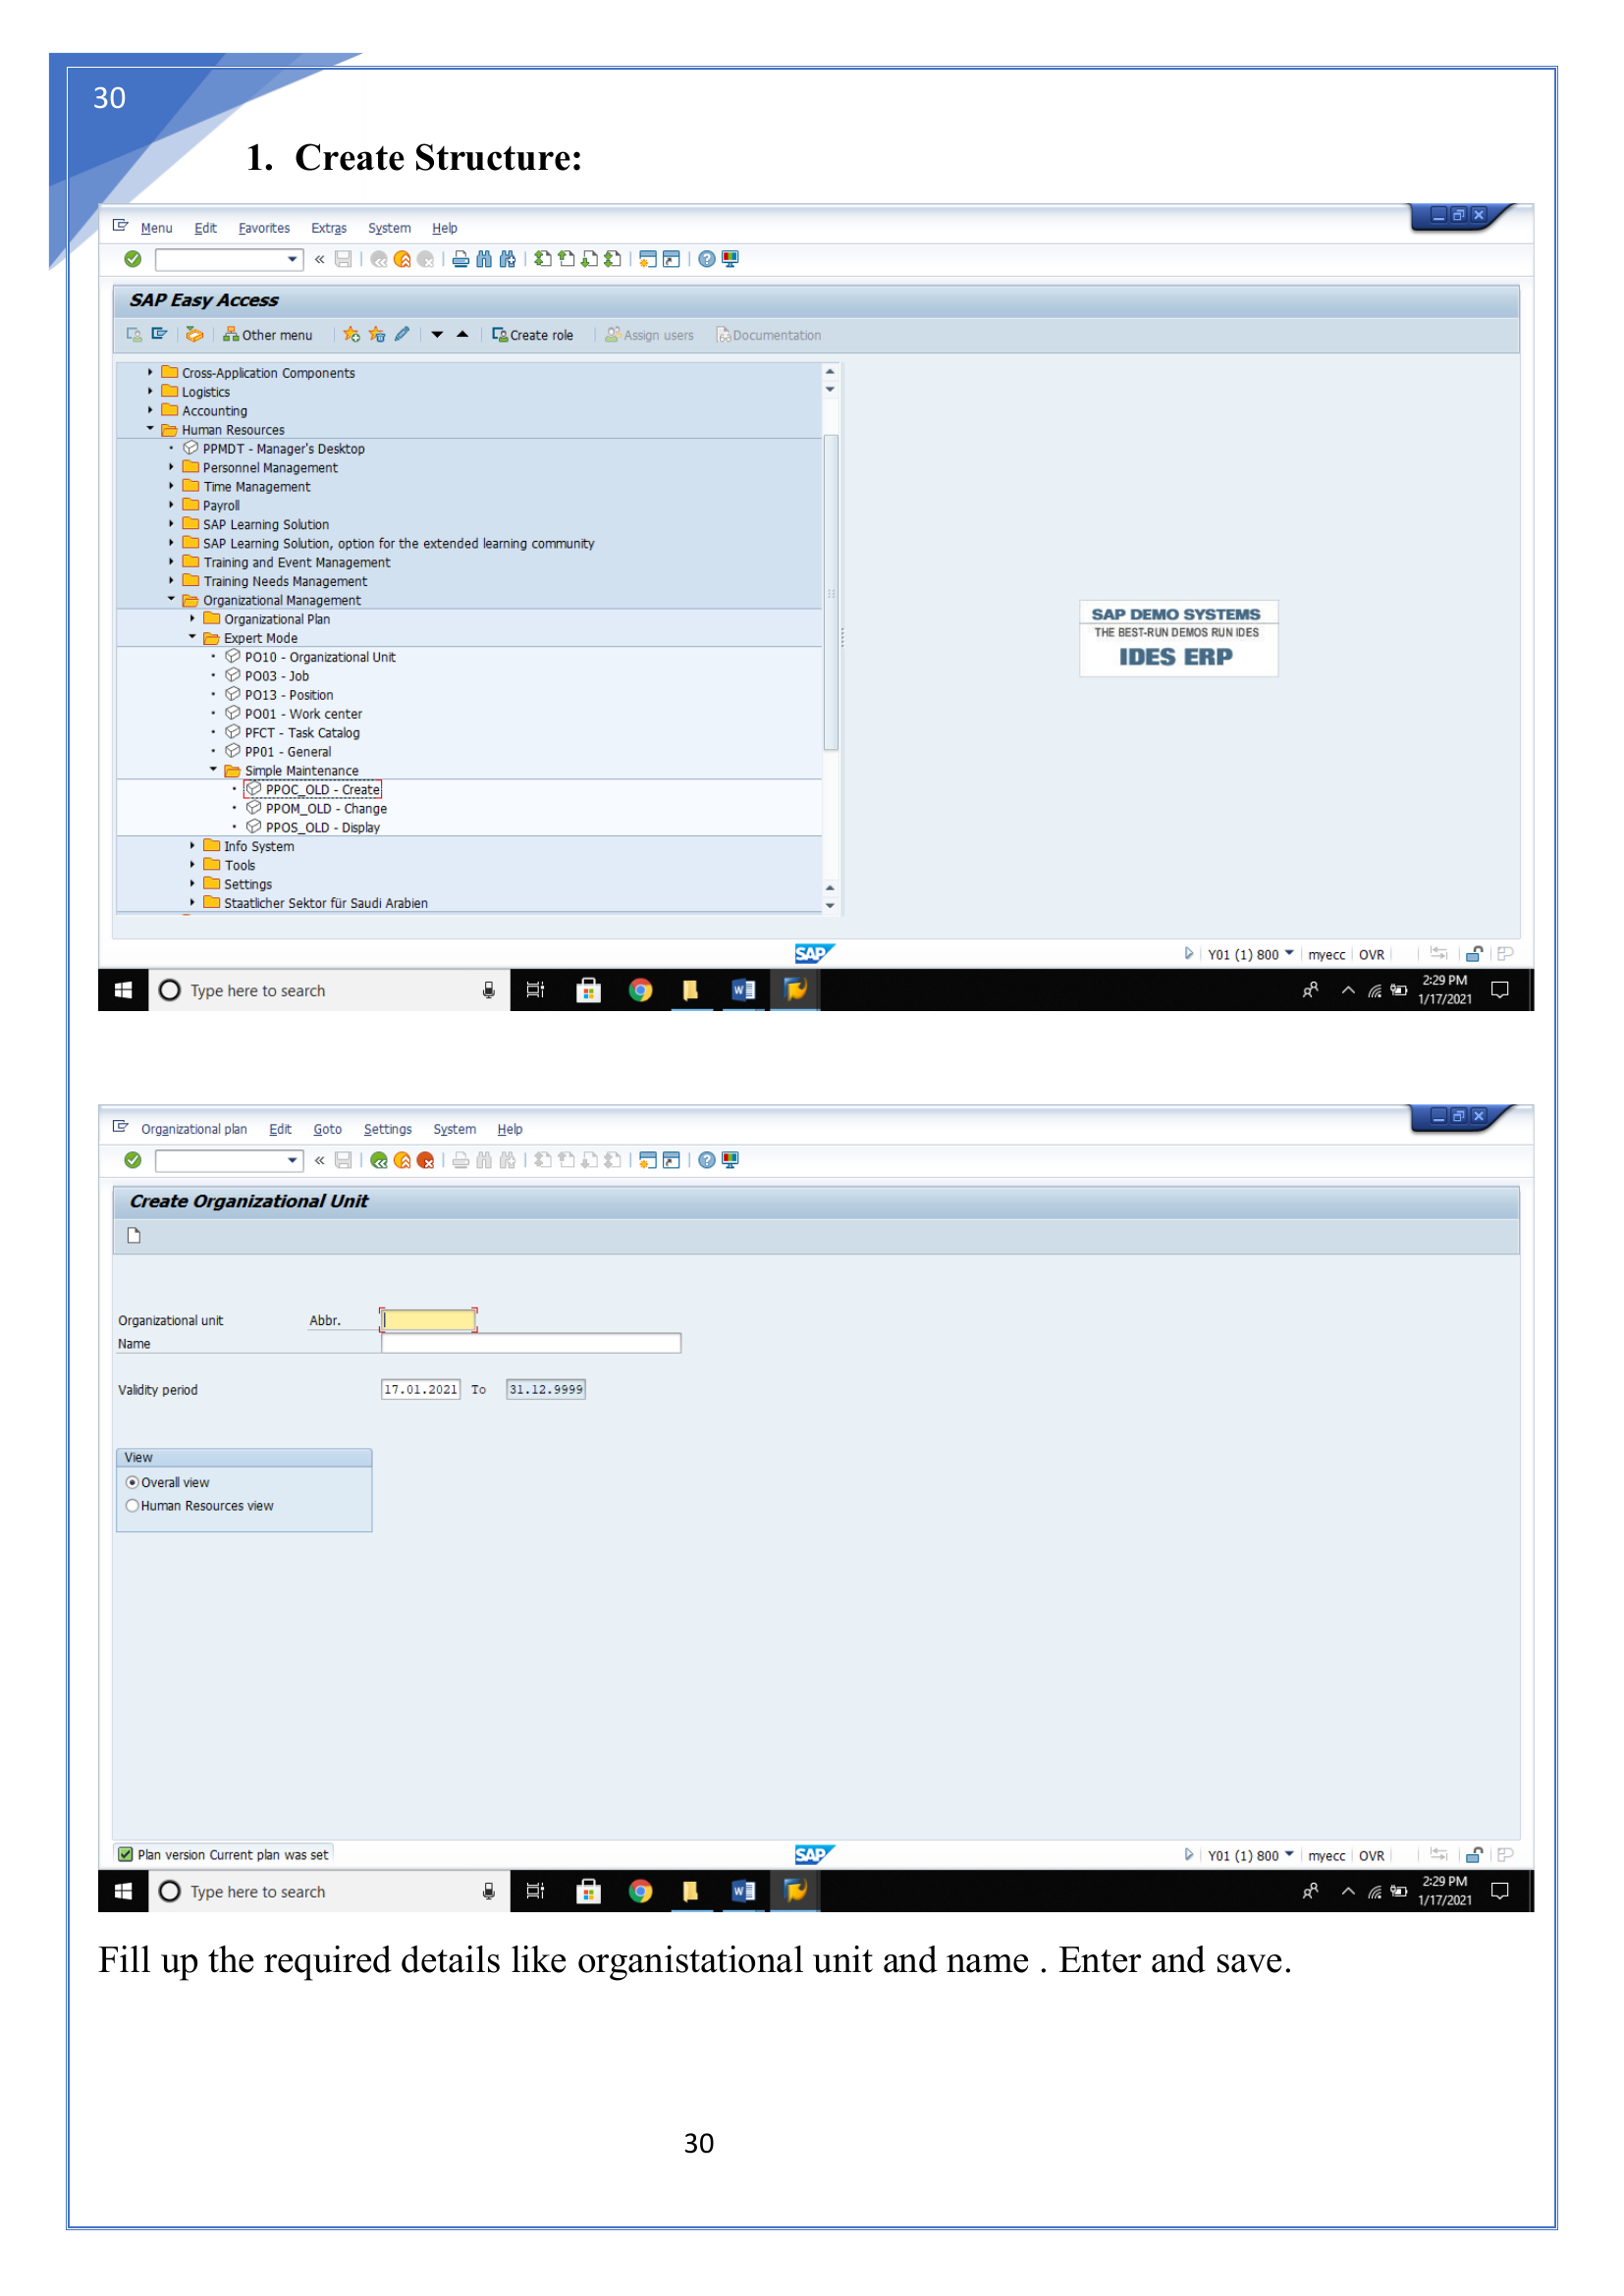 30
1. Create Structure:
Menu Edit Favorites Extras System Help
SAP Easy Access
Other menu Create role Assign users Documentation
Cross-Application Components
Logistics
Accounting
Human Resources
PPMDT - Manager's Desktop
Personnel Management
Time Management
Payroll
SAP Learning Solution
SAP Learning Solution, option for the extended learning community
Training and Event Management
Training Needs Management
Organizational Management
Organizational Plan
Expert Mode
PO10 - Organizational Unit
PO03 - Job
PO13 - Position
PO01 - Work center
PFCT - Task Catalog
PP01 - General
Simple Maintenance
PPOC_OLD - Create
PPOM_OLD - Change
PPOS_OLD - Display
Info System
Tools
Settings
Staatlicher Sektor für Saudi Arabien
SAP DEMO SYSTEMS
THE BEST-RUN DEMOS RUN IDES
IDES ERP
SAP Y01 (1) 800 myecc OVR
Type here to search 2:29 PM
1/17/2021
Organizational plan Edit Goto Settings System Help
Create Organizational Unit
Organizational unit Abbr.
Name
Validity period 17.01.2021 To 31.12.9999
View
Overall view
Human Resources view
Plan version Current plan was set SAP Y01 (1) 800 myecc OVR
Type here to search 2:29 PM
1/17/2021
Fill up the required details like organistational unit and name . Enter and save.
30